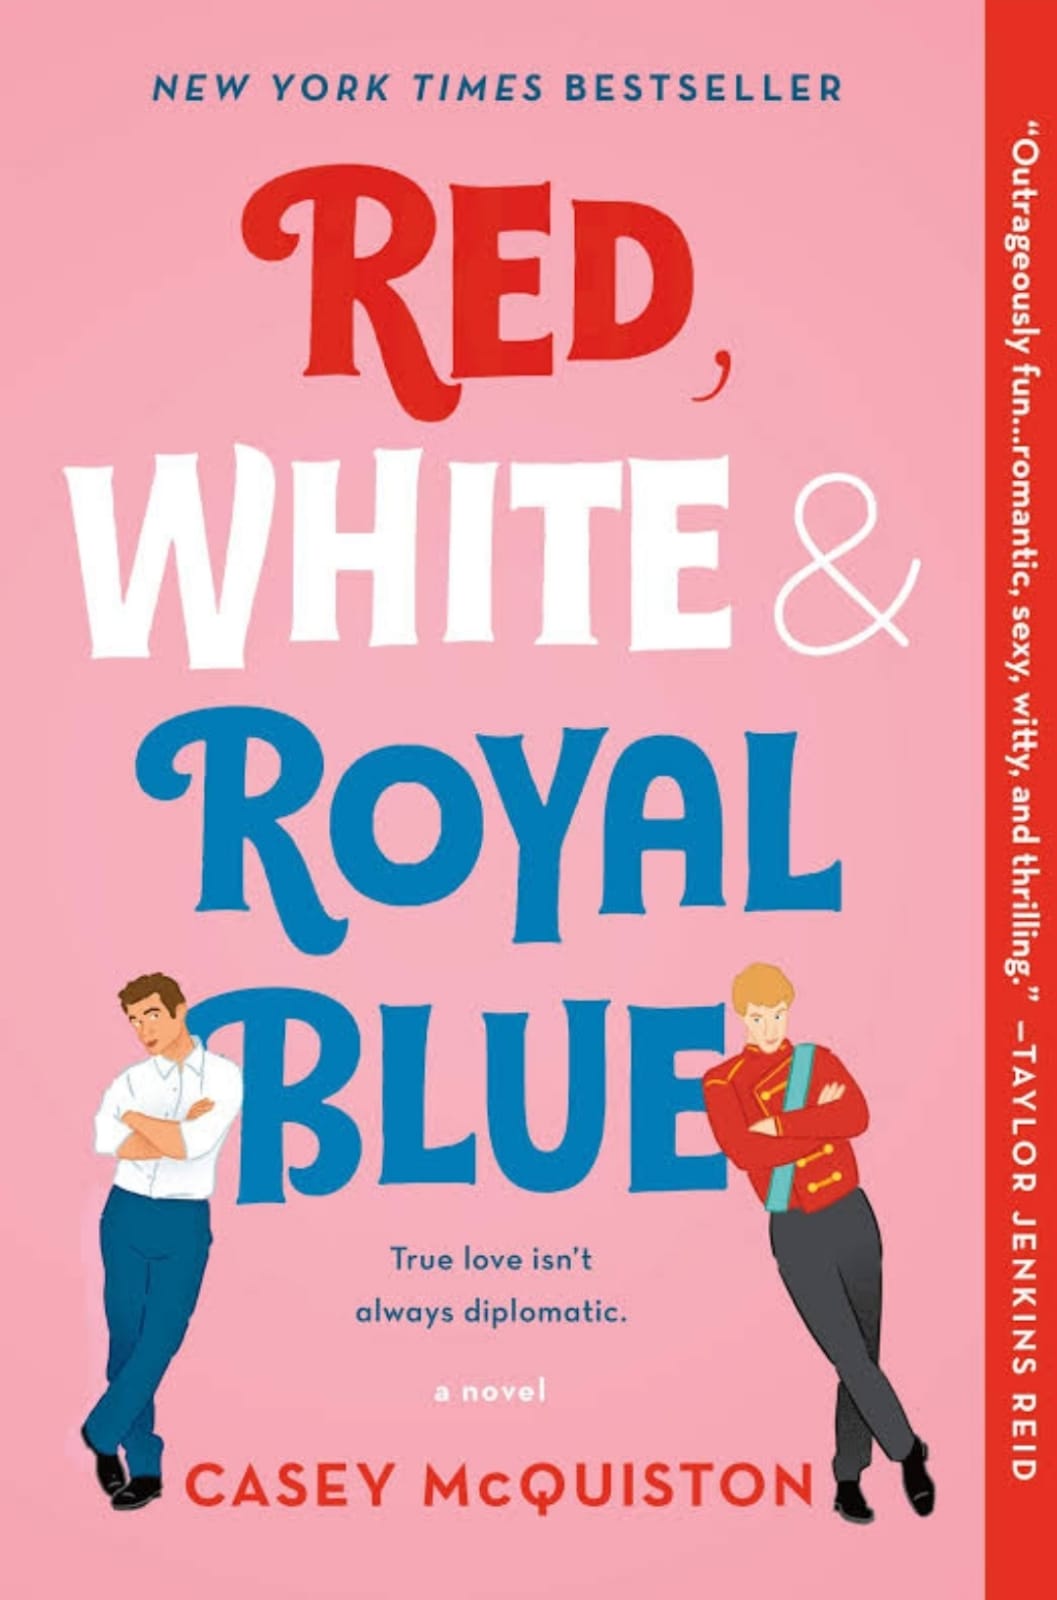 NEW YORK TIMES BESTSELLER
RED,
WHITE &
ROYAL
BLUE
True love isn't
always diplomatic.
a novel
CASEY McQUISTON
“Outrageously fun...romantic, sexy, witty, and thrilling.” —TAYLOR JENKINS REID